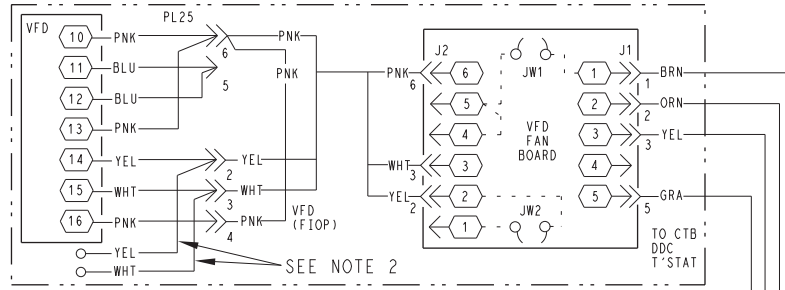 VFD
PL25
10 PNK
11 BLU
12 BLU
13 PNK
14 YEL
15 WHT
16 PNK
YEL
WHT
6 PNK
PNK
5
2 YEL
3 WHT
4 PNK
VFD
(FIOP)
SEE NOTE 2
J2
PNK 6 6
5
4
WHT 3 3
YEL 2 2
1
JW1
VFD
FAN
BOARD
JW2
J1
1 1 BRN
2 2 ORN
3 3 YEL
4
5 5 GRA
TO CTB
DDC
T'STAT